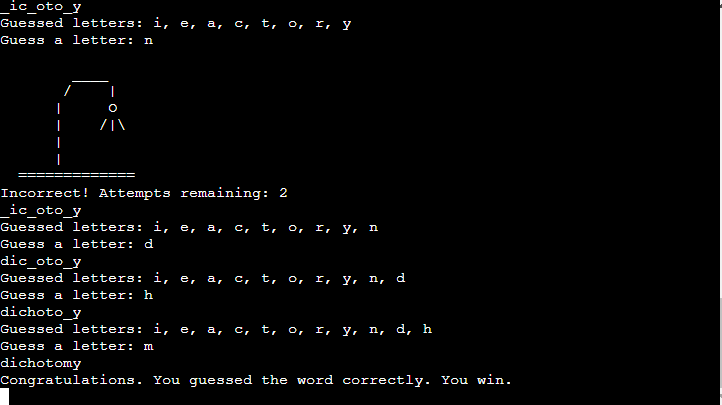 _ic_oto_y
Guessed letters: i, e, a, c, t, o, r, y
Guess a letter: n
        ____
       /    |
      |     O
      |    /|\
      |
      |
  =============
Incorrect! Attempts remaining: 2
_ic_oto_y
Guessed letters: i, e, a, c, t, o, r, y, n
Guess a letter: d
dic_oto_y
Guessed letters: i, e, a, c, t, o, r, y, n, d
Guess a letter: h
dichoto_y
Guessed letters: i, e, a, c, t, o, r, y, n, d, h
Guess a letter: m
dichotomy
Congratulations. You guessed the word correctly. You win.